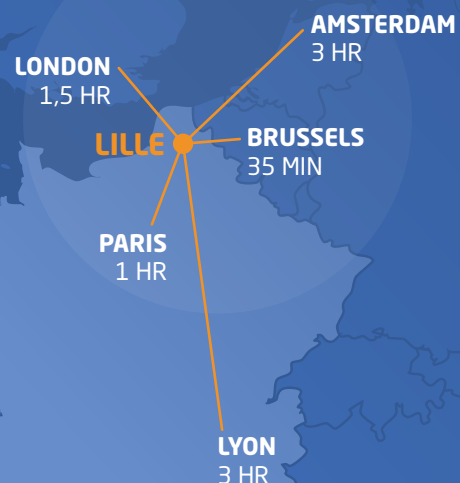 AMSTERDAM
3 HR
LONDON
1,5 HR
LILLE
BRUSSELS
35 MIN
PARIS
1 HR
LYON
3 HR